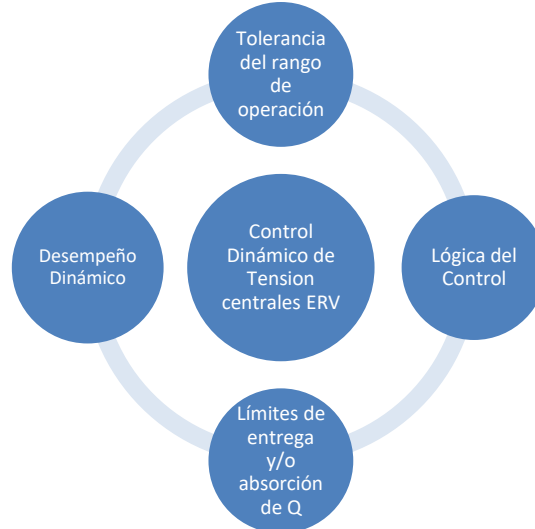 Tolerancia
del rango
de
operación
Control
Dinámico de
Tension
centrales ERV
Desempeño
Dinámico
Lógica del
Control
Límites de
entrega
y/o
absorción
de Q